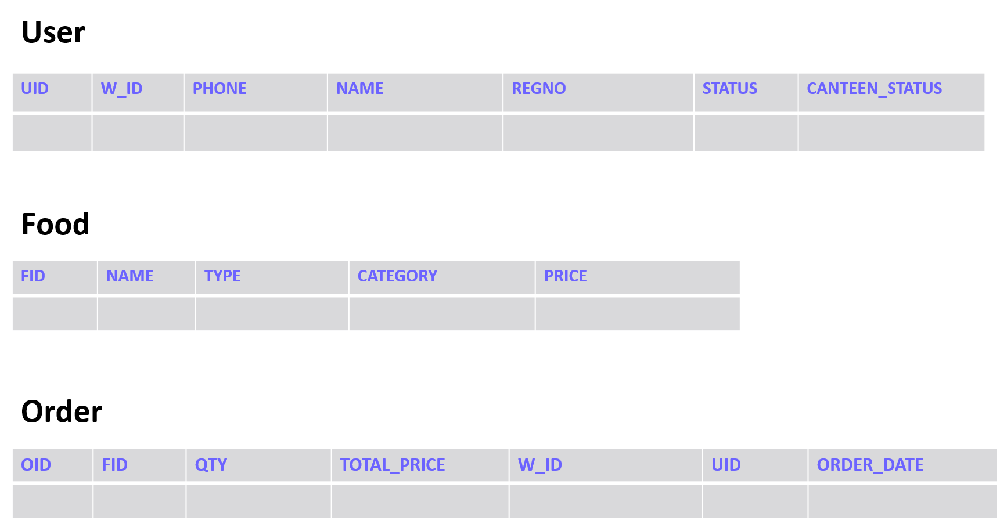 User
UID W_ID PHONE NAME REGNO STATUS CANTEEN_STATUS
Food
FID NAME TYPE CATEGORY PRICE
Order
OID FID QTY TOTAL_PRICE W_ID UID ORDER_DATE